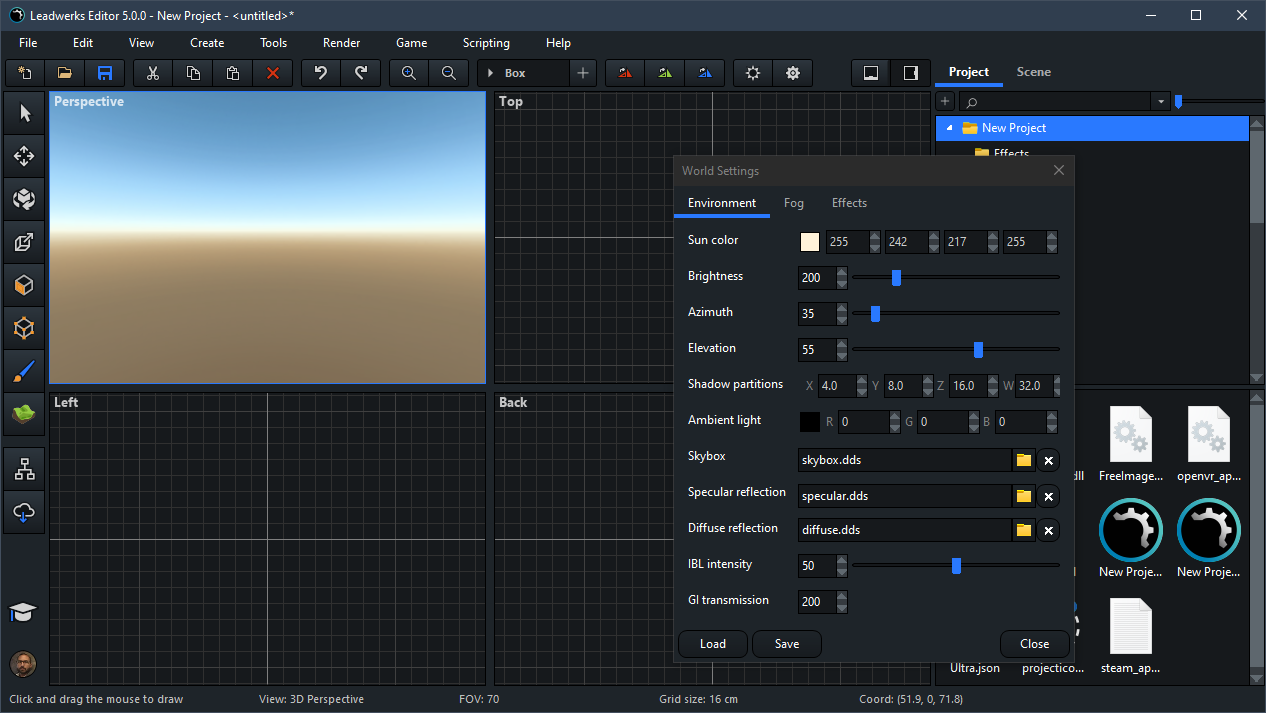 Leadwerks Editor 5.0.0 - New Project - <untitled>*
File Edit View Create Tools Render Game Scripting Help
Box
Project Scene
Perspective
Top
New Project
Effects
World Settings
Environment Fog Effects
Sun color 255 242 217 255
Brightness 200
Azimuth 35
Elevation 55
Shadow partitions X 4.0 Y 8.0 Z 16.0 W 32.0
Ambient light R 0 G 0 B 0
Skybox skybox.dds
Specular reflection specular.dds
Diffuse reflection diffuse.dds
IBL intensity 50
GI transmission 200
Load Save Close
Left
Back
dll FreeImage... openvr_ap...
New Proje... New Proje...
Ultra.json projectico... steam_ap...
Click and drag the mouse to draw View: 3D Perspective FOV: 70 Grid size: 16 cm Coord: (51.9, 0, 71.8)